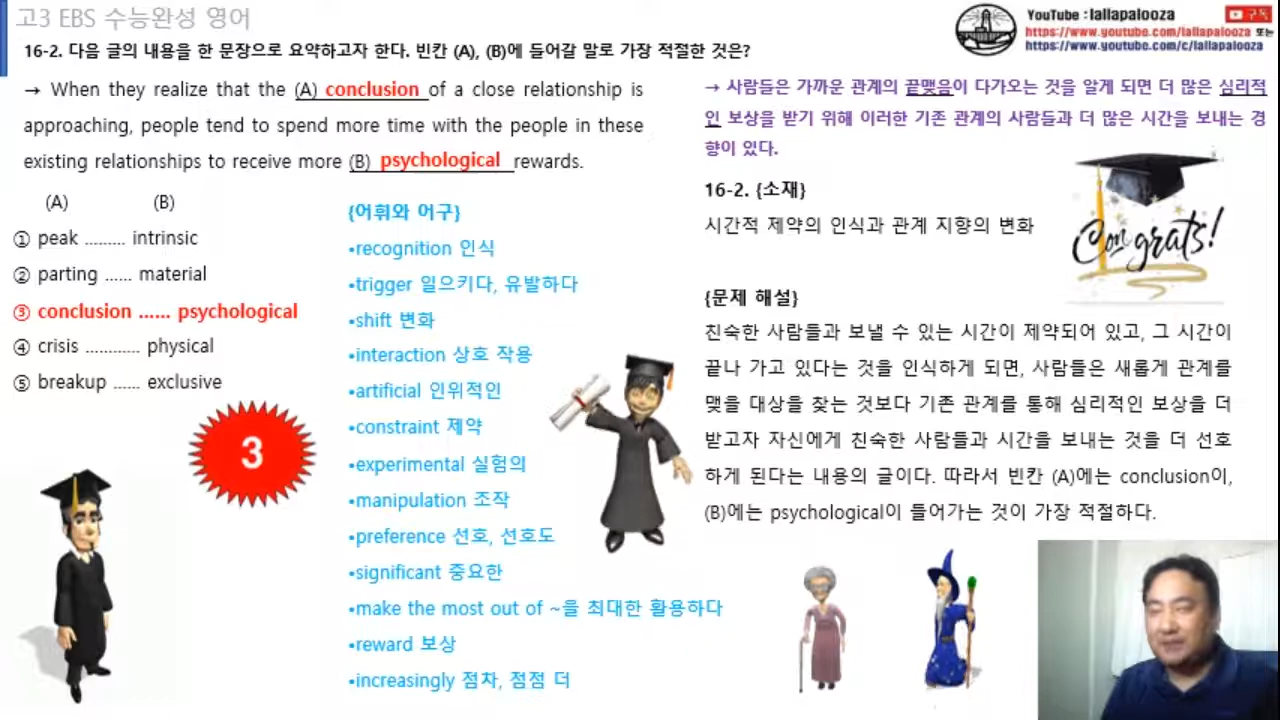 고3 EBS 수능완성 영어
YouTube : lallapalooza
구독
https://www.youtube.com/lallapalooza 또는
https://www.youtube.com/c/lallapalooza
16-2. 다음 글의 내용을 한 문장으로 요약하고자 한다. 빈칸 (A), (B)에 들어갈 말로 가장 적절한 것은?
→ When they realize that the (A) conclusion of a close relationship is
approaching, people tend to spend more time with the people in these
existing relationships to receive more (B) psychological rewards.
(A) (B)
① peak ......... intrinsic
② parting ...... material
③ conclusion ...... psychological
④ crisis ............ physical
⑤ breakup ...... exclusive
3
{어휘와 어구}
•recognition 인식
•trigger 일으키다, 유발하다
•shift 변화
•interaction 상호 작용
•artificial 인위적인
•constraint 제약
•experimental 실험의
•manipulation 조작
•preference 선호, 선호도
•significant 중요한
•make the most out of ~을 최대한 활용하다
•reward 보상
•increasingly 점차, 점점 더
→ 사람들은 가까운 관계의 끝맺음이 다가오는 것을 알게 되면 더 많은 심리적
인 보상을 받기 위해 이러한 기존 관계의 사람들과 더 많은 시간을 보내는 경
향이 있다.
16-2. {소재}
시간적 제약의 인식과 관계 지향의 변화
Congrats!
{문제 해설}
친숙한 사람들과 보낼 수 있는 시간이 제약되어 있고, 그 시간이
끝나 가고 있다는 것을 인식하게 되면, 사람들은 새롭게 관계를
맺을 대상을 찾는 것보다 기존 관계를 통해 심리적인 보상을 더
받고자 자신에게 친숙한 사람들과 시간을 보내는 것을 더 선호
하게 된다는 내용의 글이다. 따라서 빈칸 (A)에는 conclusion이,
(B)에는 psychological이 들어가는 것이 가장 적절하다.